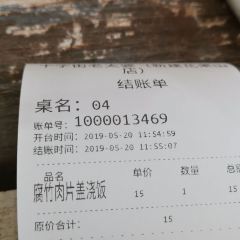 店)
结账单
桌名: 04
账单号: 1000013469
开台时间: 2019-05-20 11:54:59
结账时间: 2019-05-20 11:55:07
品名 单价 数量 总
腐竹肉片盖浇饭 15 1 15
原价合计: 15